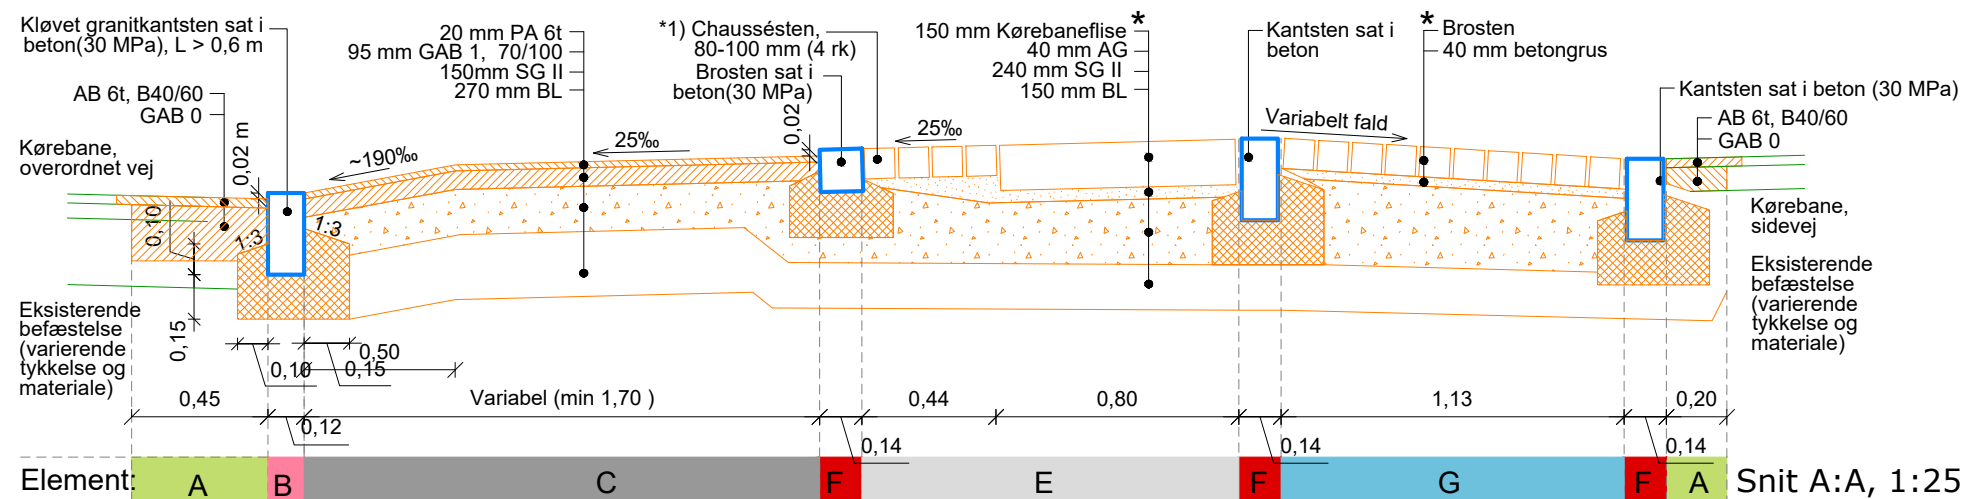 Kløvet granitkantsten sat i
beton(30 MPa), L > 0,6 m
AB 6t, B40/60
GAB 0
Kørebane,
overordnet vej
0,02 m
20 mm PA 6t
95 mm GAB 1, 70/100
150mm SG II
270 mm BL
~190‰
25‰
*1) Chaussésten,
80-100 mm (4 rk)
Brosten sat i
beton(30 MPa)
0,02
25‰
150 mm Kørebaneflise *
40 mm AG
240 mm SG II
150 mm BL
Kantsten sat i
beton
* Brosten
40 mm betongrus
Variabelt fald
Kantsten sat i beton (30 MPa)
AB 6t, B40/60
GAB 0
Kørebane,
sidevej
Eksisterende
befæstelse
(varierende
tykkelse og
materiale)
0,10
1:3
1:3
Eksisterende
befæstelse
(varierende
tykkelse og
materiale)
0,15
0,10
0,50
0,15
0,45
0,12
Variabel (min 1,70 )
0,14
0,44
0,80
0,14
1,13
0,14
0,20
Element: A B C F E F G F A
Snit A:A, 1:25